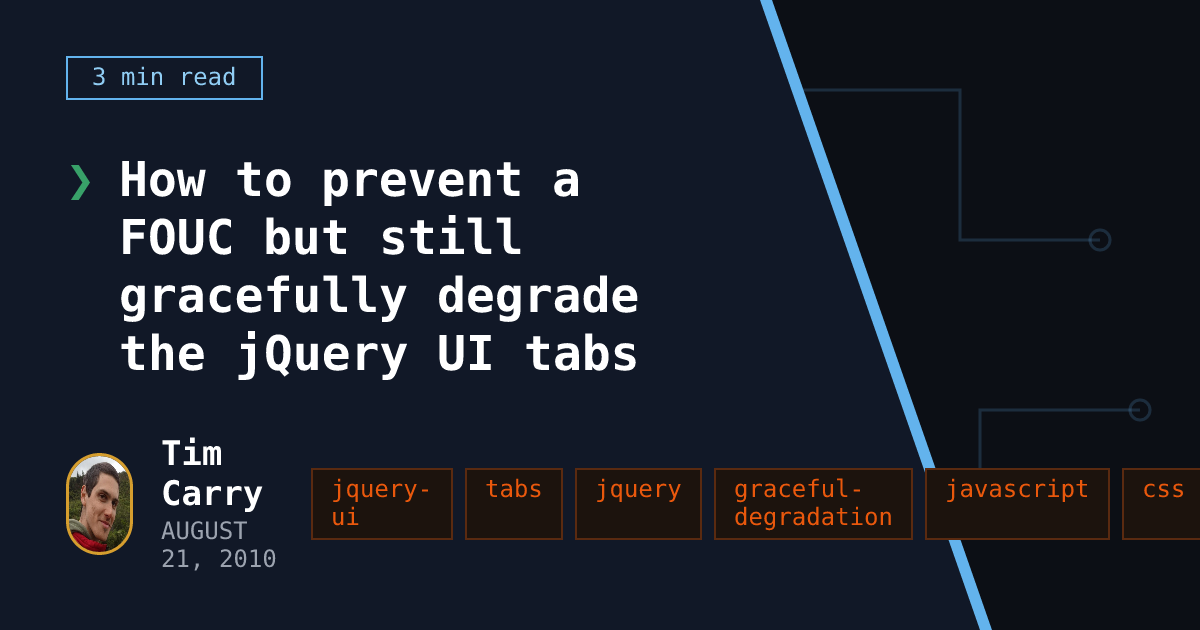 3 min read
❯ How to prevent a
FOUC but still
gracefully degrade
the jQuery UI tabs
Tim
Carry
AUGUST
21, 2010
jquery-
ui
tabs
jquery
graceful-
degradation
javascript
css